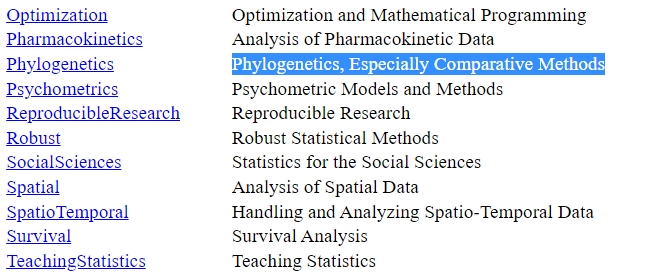 Optimization Optimization and Mathematical Programming
Pharmacokinetics Analysis of Pharmacokinetic Data
Phylogenetics Phylogenetics, Especially Comparative Methods
Psychometrics Psychometric Models and Methods
ReproducibleResearch Reproducible Research
Robust Robust Statistical Methods
SocialSciences Statistics for the Social Sciences
Spatial Analysis of Spatial Data
SpatioTemporal Handling and Analyzing Spatio-Temporal Data
Survival Survival Analysis
TeachingStatistics Teaching Statistics